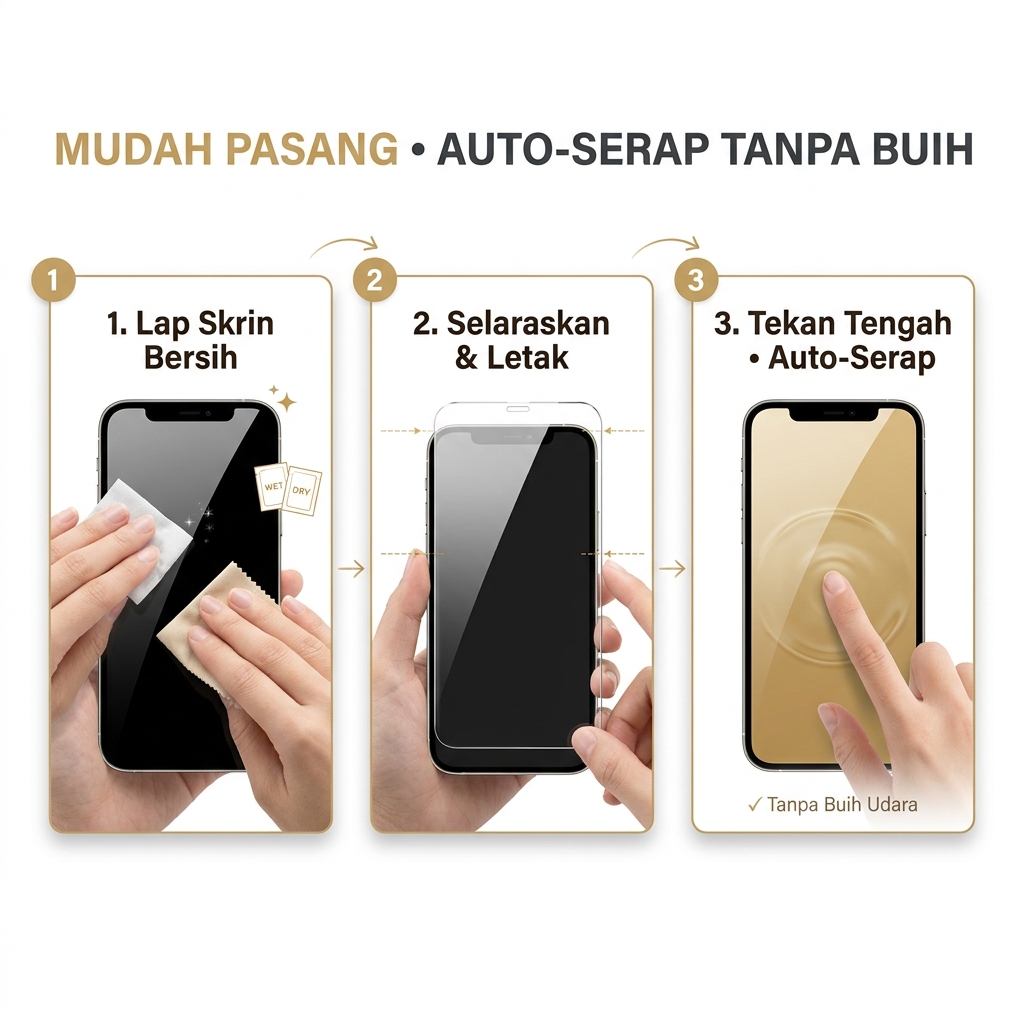 MUDAH PASANG • AUTO-SERAP TANPA BUIH
1
1. Lap Skrin
Bersih
WET
DRY
2
2. Selaraskan
& Letak
3
3. Tekan Tengah
• Auto-Serap
✓ Tanpa Buih Udara